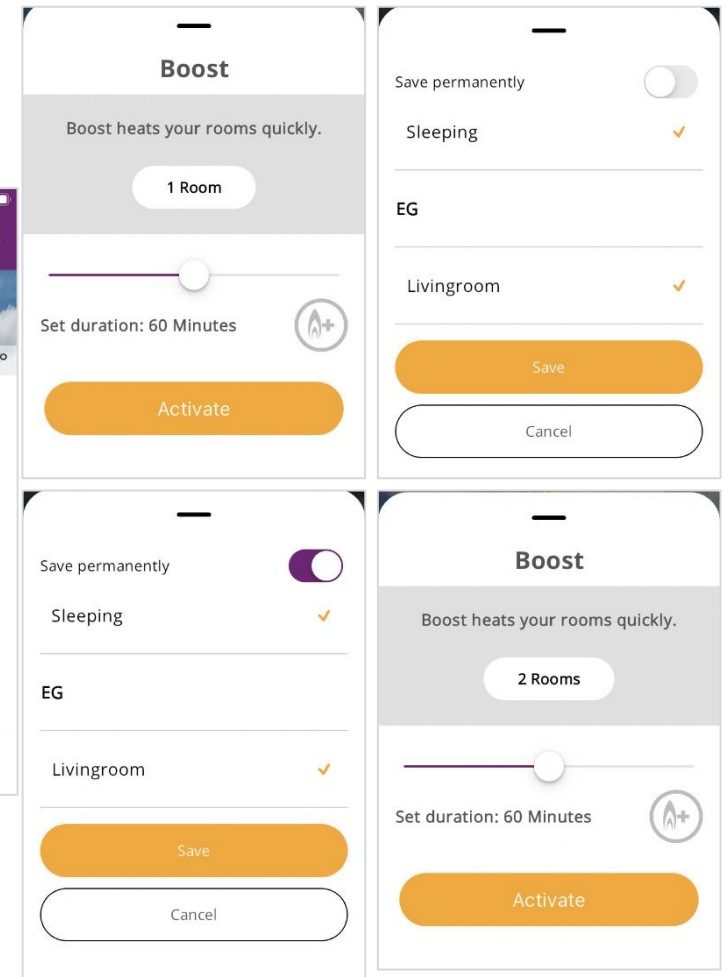 Boost
Boost heats your rooms quickly.
1 Room
Set duration: 60 Minutes
Activate
Save permanently
Sleeping
EG
Livingroom
Save
Cancel
Save permanently
Sleeping
EG
Livingroom
Save
Cancel
Boost
Boost heats your rooms quickly.
2 Rooms
Set duration: 60 Minutes
Activate